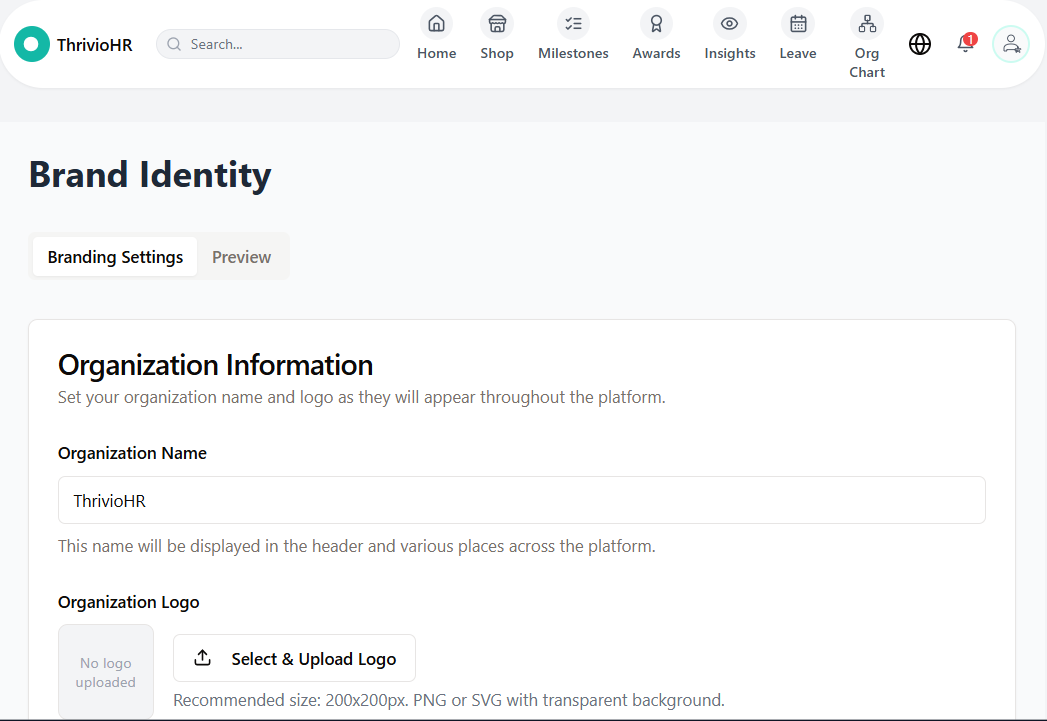 ThrivioHR
Search...
Home
Shop
Milestones
Awards
Insights
Leave
Org
Chart
1
Brand Identity
Branding Settings
Preview
Organization Information
Set your organization name and logo as they will appear throughout the platform.
Organization Name
ThrivioHR
This name will be displayed in the header and various places across the platform.
Organization Logo
No logo
uploaded
Select & Upload Logo
Recommended size: 200x200px. PNG or SVG with transparent background.